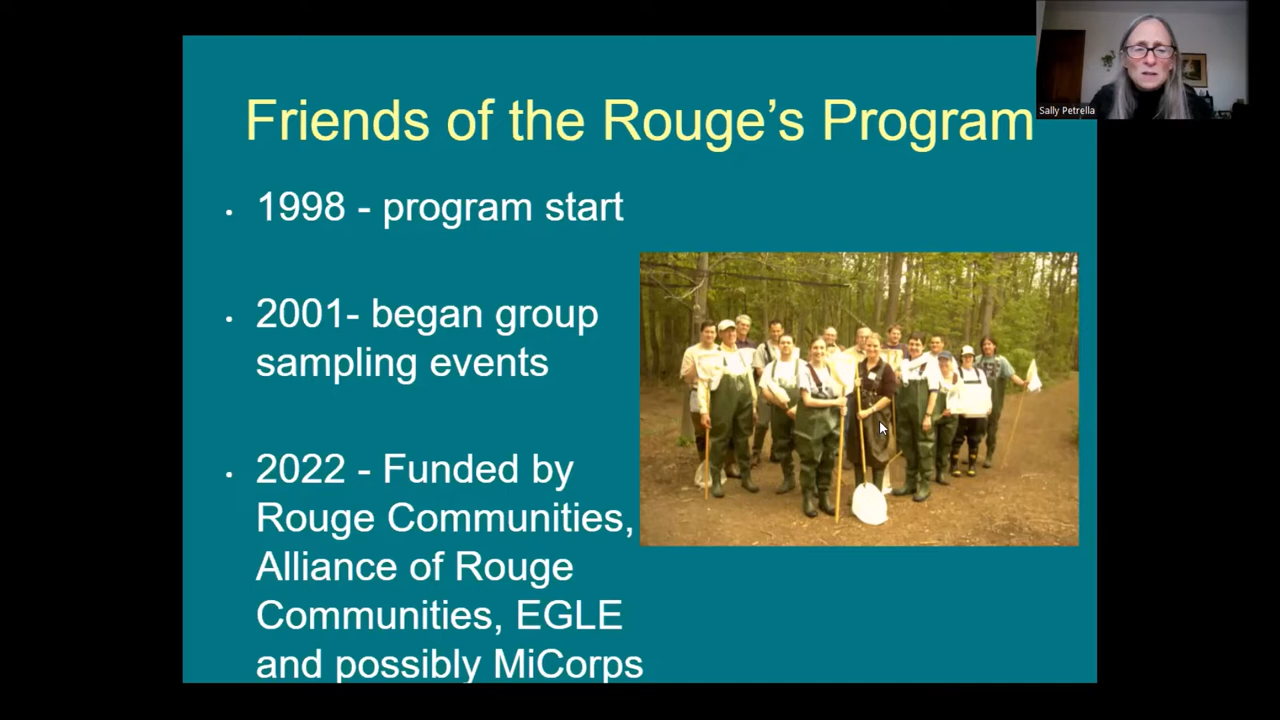 Friends of the Rouge's Program
Sally Petrella
• 1998 - program start
• 2001- began group
sampling events
• 2022 - Funded by
Rouge Communities,
Alliance of Rouge
Communities, EGLE
and possibly MiCorps